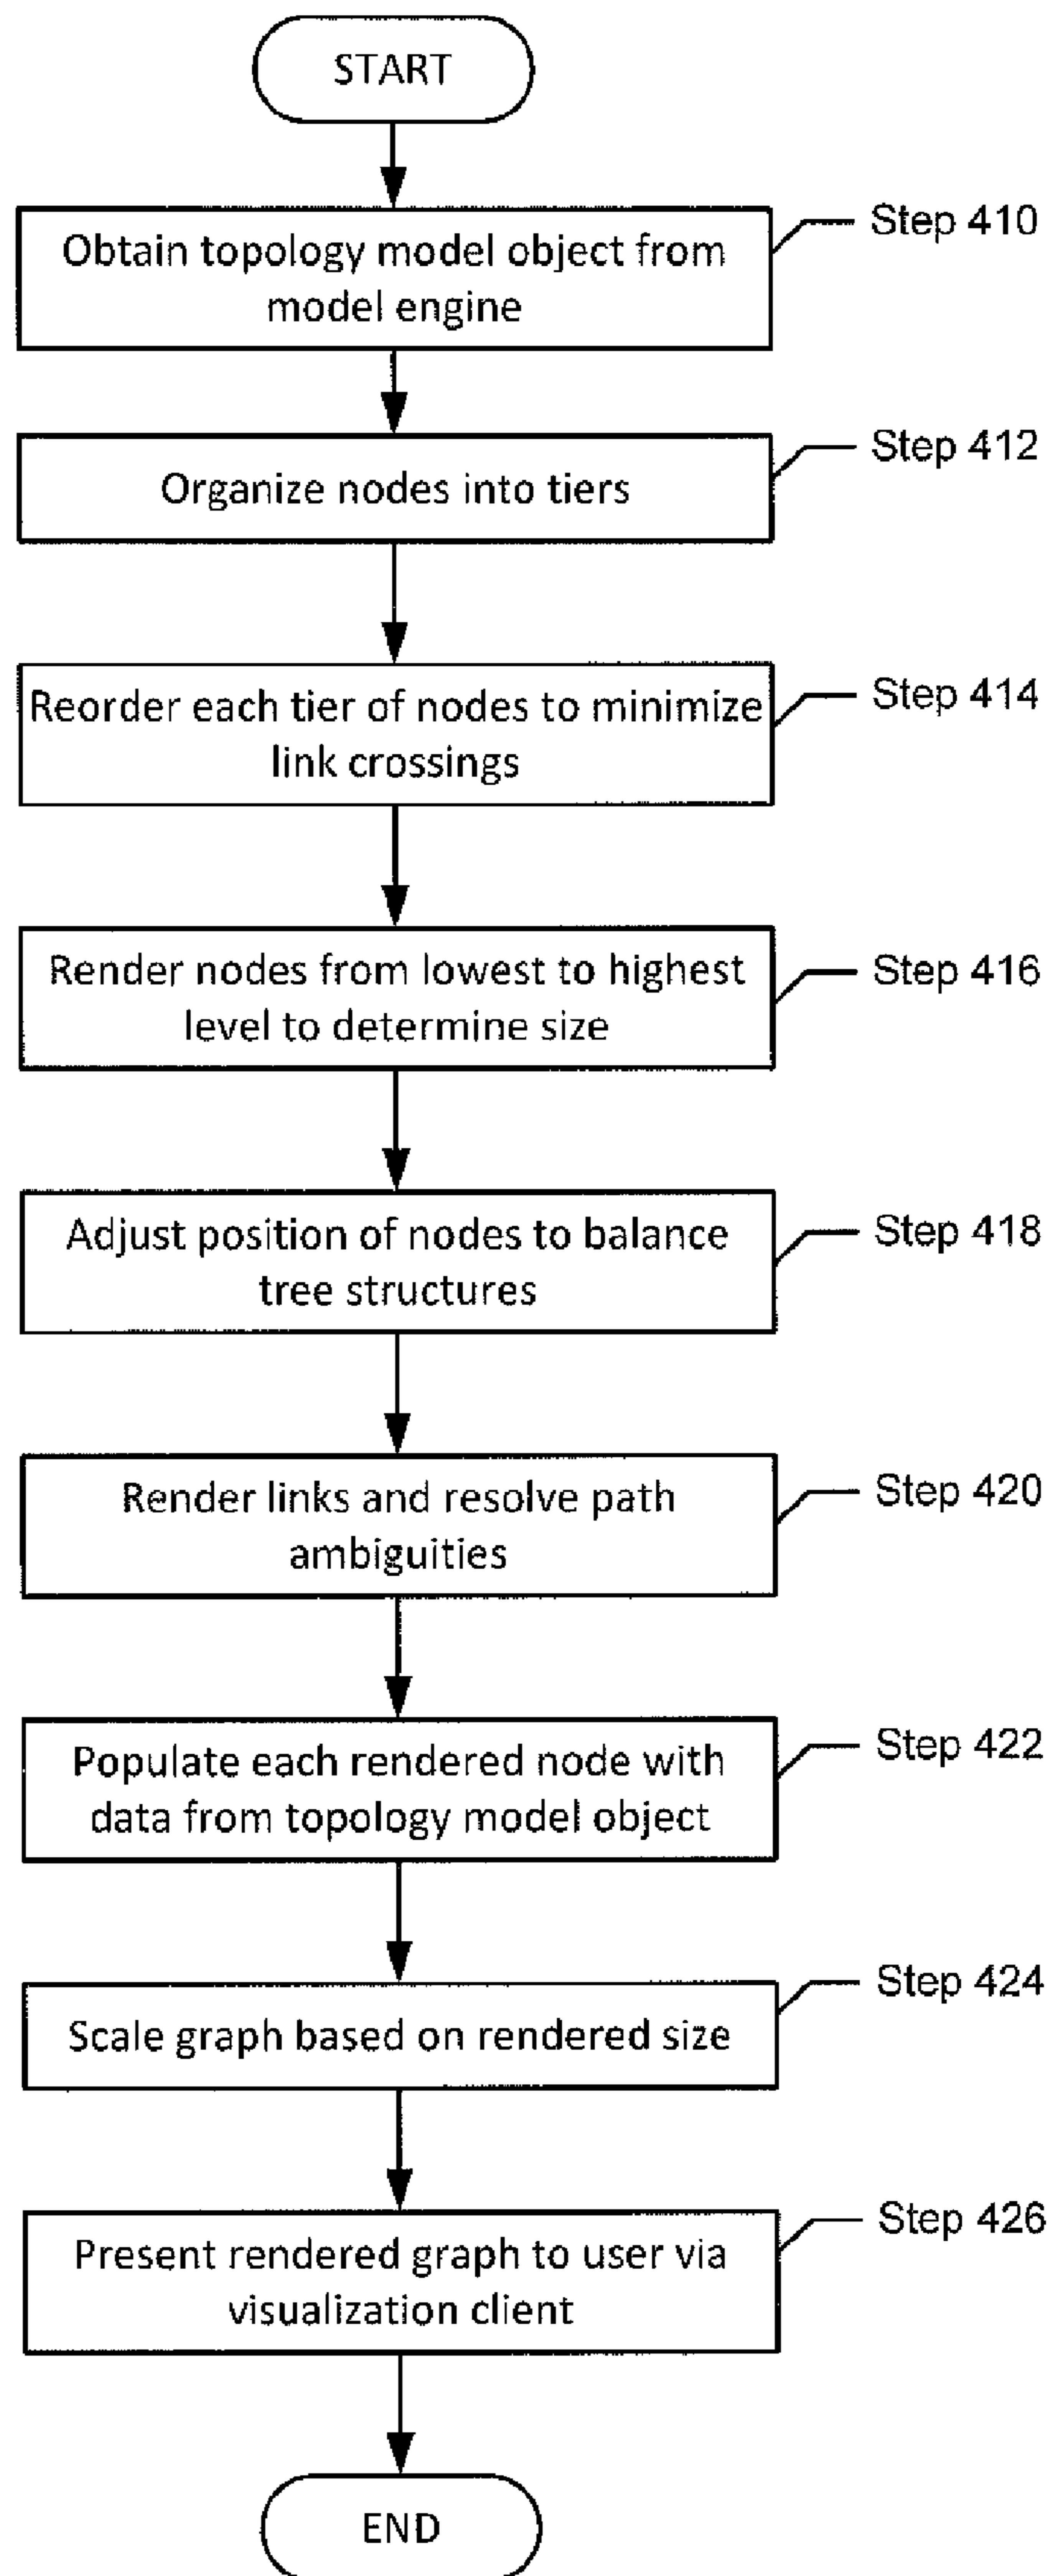 START
Step 410
Obtain topology model object from
model engine
Step 412
Organize nodes into tiers
Step 414
Reorder each tier of nodes to minimize
link crossings
Step 416
Render nodes from lowest to highest
level to determine size
Step 418
Adjust position of nodes to balance
tree structures
Step 420
Render links and resolve path
ambiguities
Step 422
Populate each rendered node with
data from topology model object
Step 424
Scale graph based on rendered size
Step 426
Present rendered graph to user via
visualization client
END